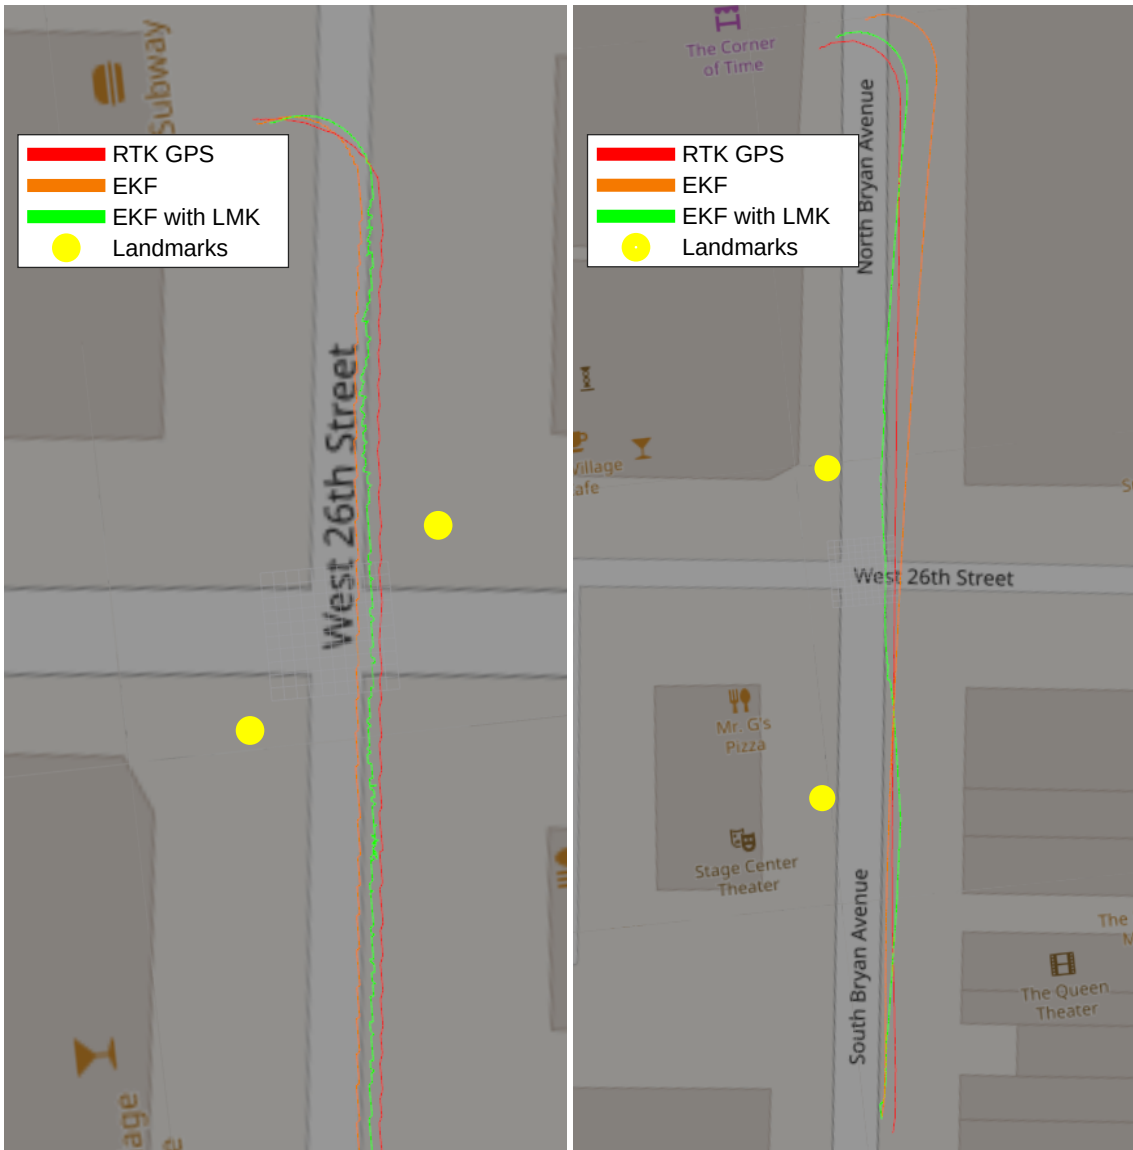 Subway
RTK GPS
EKF
EKF with LMK
Landmarks
West 26th Street
age
The Corner
of Time
North Bryan Avenue
RTK GPS
EKF
EKF with LMK
Landmarks
Village
afe
West 26th Street
Mr. G's
Pizza
Stage Center
Theater
South Bryan Avenue
The
M
The Queen
Theater